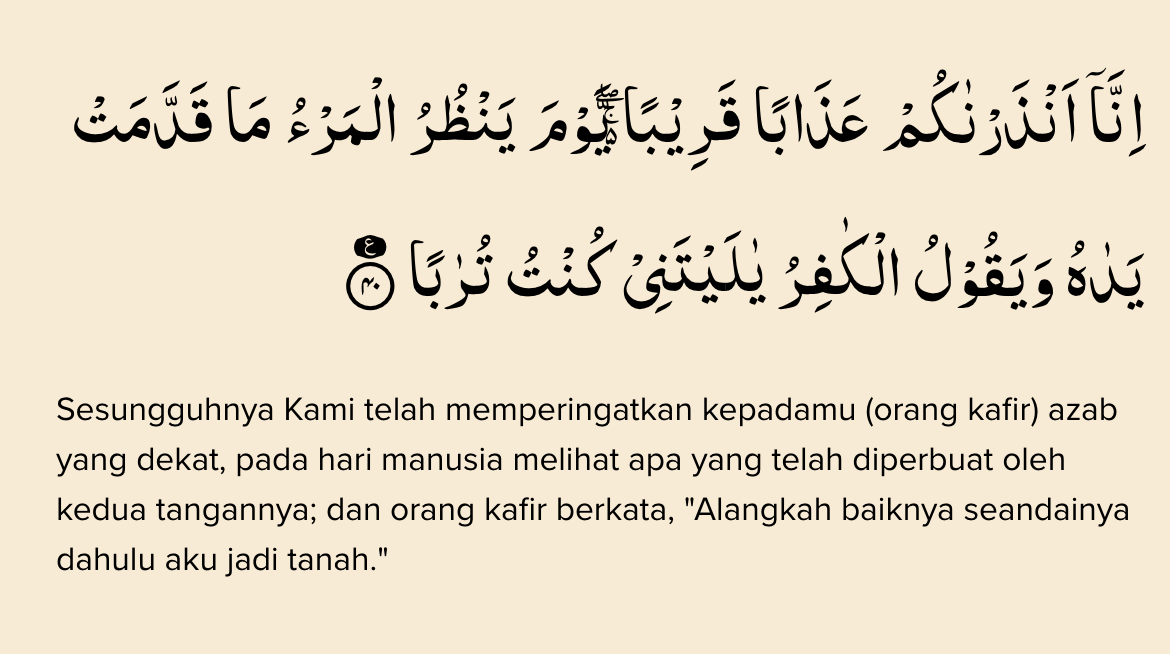 اِنَّآ اَنْذَرْنٰكُمْ عَذَابًا قَرِيْبًا ەۙ يَّوْمَ يَنْظُرُ الْمَرْءُ مَا قَدَّمَتْ
يَدٰهُ وَيَقُوْلُ الْكٰفِرُ يٰلَيْتَنِيْ كُنْتُ تُرٰبًا ࣖ ٤٠
Sesungguhnya Kami telah memperingatkan kepadamu (orang kafir) azab
yang dekat, pada hari manusia melihat apa yang telah diperbuat oleh
kedua tangannya; dan orang kafir berkata, "Alangkah baiknya seandainya
dahulu aku jadi tanah."